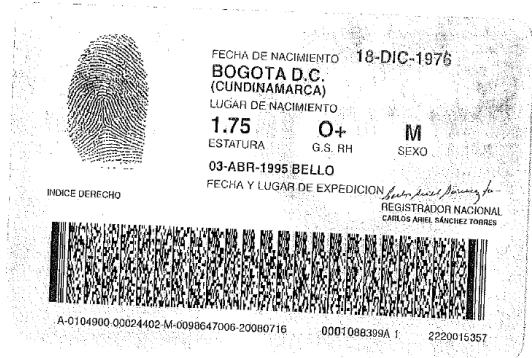 FECHA DE NACIMIENTO 18-DIC-1976
BOGOTA D.C.
(CUNDINAMARCA)
LUGAR DE NACIMIENTO
1.75 O+ M
ESTATURA G.S. RH SEXO
03-ABR-1995 BELLO
FECHA Y LUGAR DE EXPEDICION
INDICE DERECHO
REGISTRADOR NACIONAL
CARLOS ARIEL SÁNCHEZ TORRES
A-0104900-00024402-M-0098647006-20080716 0001088399A 1 2220015357